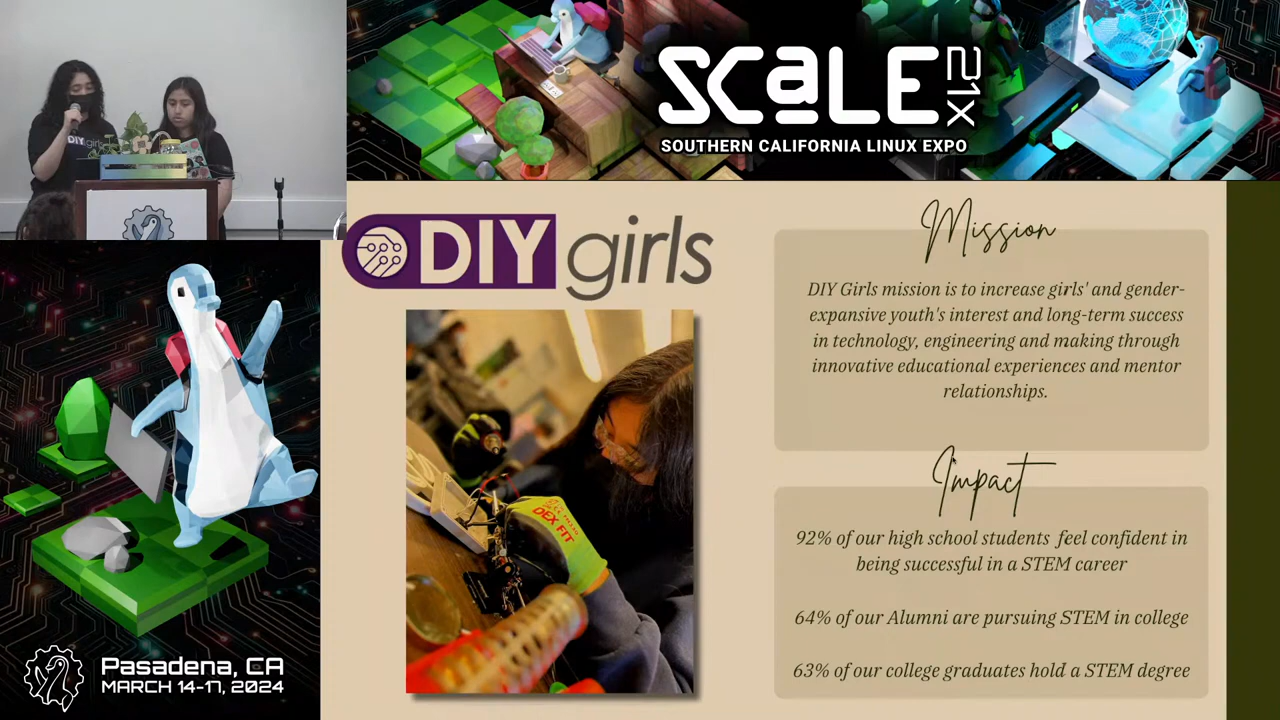 SCALE 21X
SOUTHERN CALIFORNIA LINUX EXPO
DIY girls
DIY girls
Mission
DIY Girls mission is to increase girls' and gender-
expansive youth's interest and long-term success
in technology, engineering and making through
innovative educational experiences and mentor
relationships.
DEX FIT
Impact
92% of our high school students feel confident in
being successful in a STEM career
64% of our Alumni are pursuing STEM in college
63% of our college graduates hold a STEM degree
Pasadena, CA
MARCH 14-17, 2024